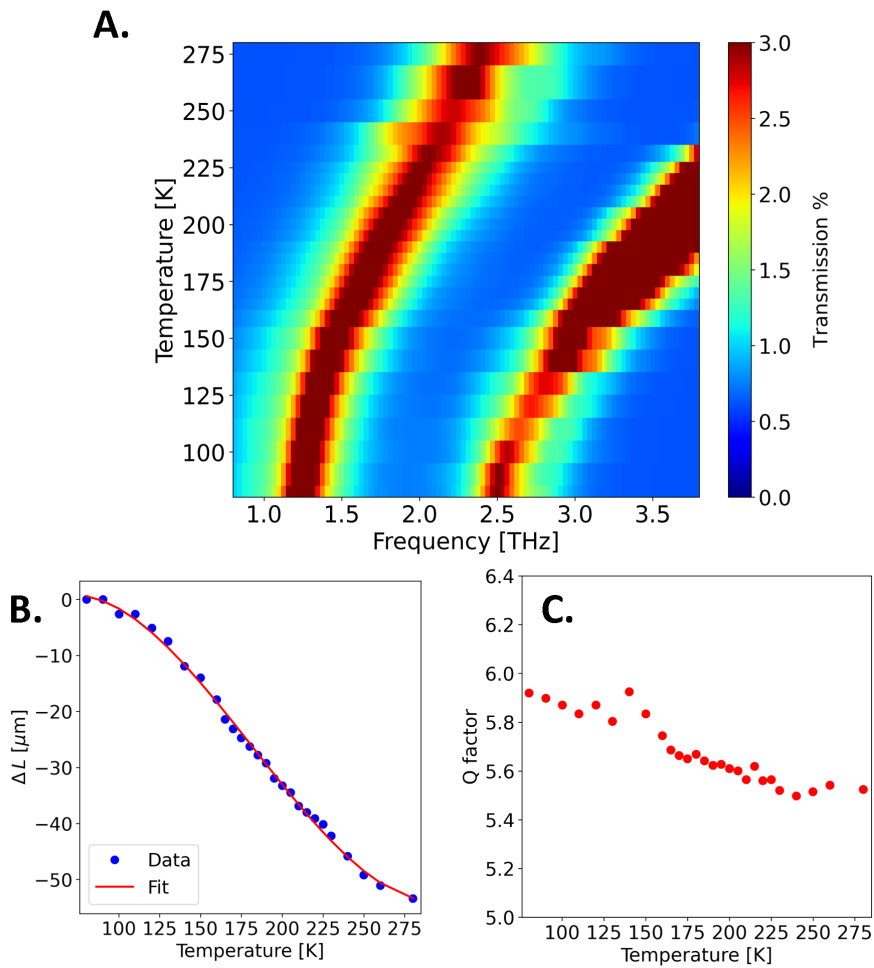 A.
275
250
225
200
175
150
125
100
Temperature [K]
1.0 1.5 2.0 2.5 3.0 3.5
Frequency [THz]
3.0
2.5
2.0
1.5
1.0
0.5
0.0
Transmission %
B.
0
−10
−20
−30
−40
−50
Δ L [μm]
Data
Fit
100 125 150 175 200 225 250 275
Temperature [K]
C.
6.4
6.2
6.0
5.8
5.6
5.4
5.2
5.0
Q factor
100 125 150 175 200 225 250 275
Temperature [K]